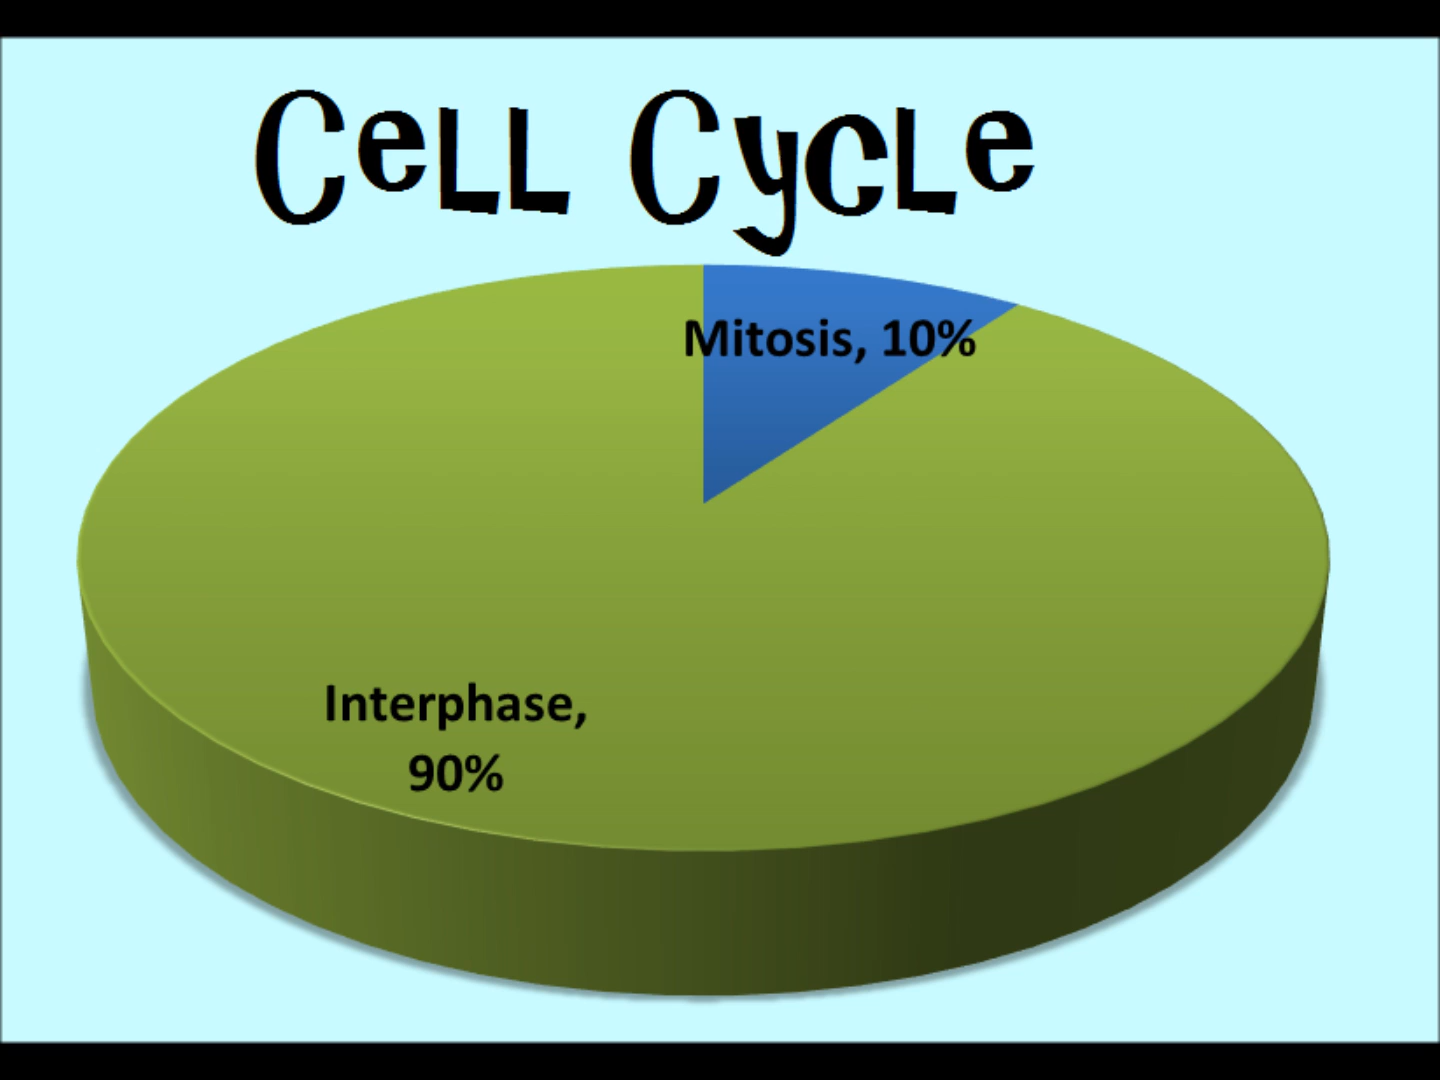 Cell Cycle
Mitosis, 10%
Interphase,
90%